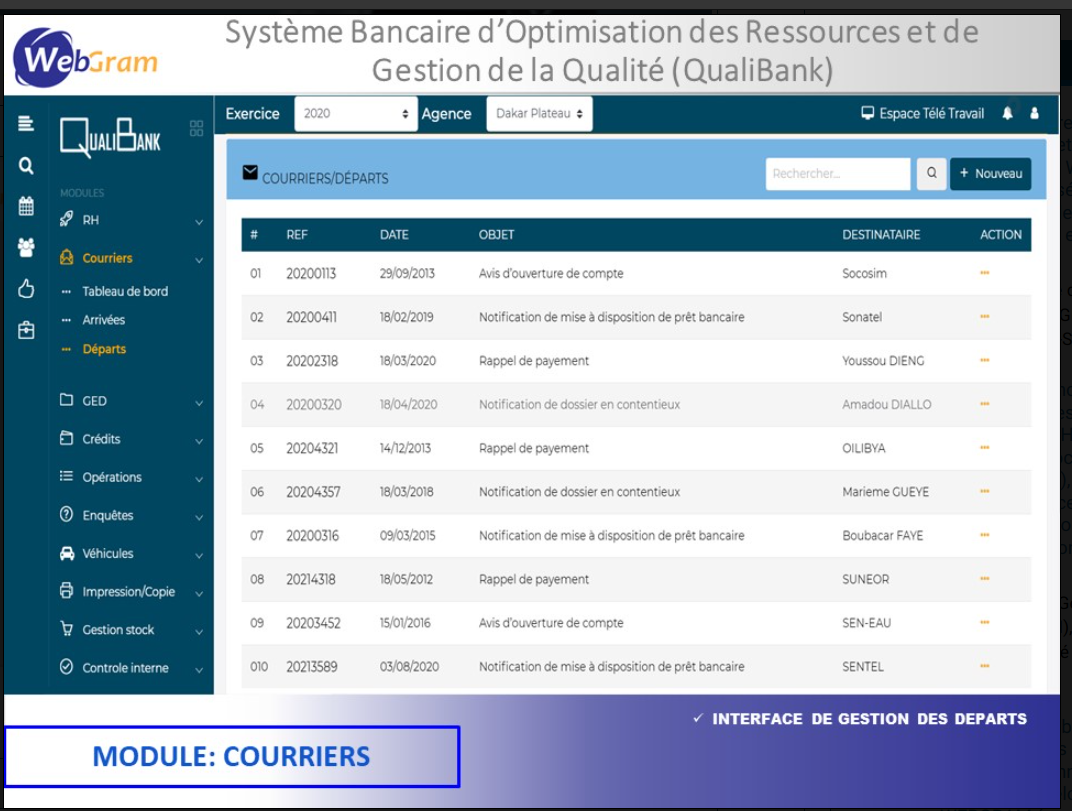 WebGram
Système Bancaire d’Optimisation des Ressources et de
Gestion de la Qualité (QualiBank)
Exercice 2020 Agence Dakar Plateau Espace Télé Travail
QUALIBANK
COURRIERS/DÉPARTS Rechercher... + Nouveau
MODULES
RH
Courriers
Tableau de bord
Arrivées
Départs
GED
Crédits
Opérations
Enquêtes
Véhicules
Impression/Copie
Gestion stock
Controle interne
# REF DATE OBJET DESTINATAIRE ACTION
01 20200113 29/09/2013 Avis d'ouverture de compte Socosim
02 20200411 18/02/2019 Notification de mise à disposition de prêt bancaire Sonatel
03 20202318 18/03/2020 Rappel de payement Youssou DIENG
04 20200320 18/04/2020 Notification de dossier en contentieux Amadou DIALLO
05 20204321 14/12/2013 Rappel de payement OILIBYA
06 20204357 18/03/2018 Notification de dossier en contentieux Marieme GUEYE
07 20200316 09/03/2015 Notification de mise à disposition de prêt bancaire Boubacar FAYE
08 20214318 18/05/2012 Rappel de payement SUNEOR
09 20203452 15/01/2016 Avis d'ouverture de compte SEN-EAU
010 20213589 03/08/2020 Notification de mise à disposition de prêt bancaire SENTEL
✓ INTERFACE DE GESTION DES DEPARTS
MODULE: COURRIERS